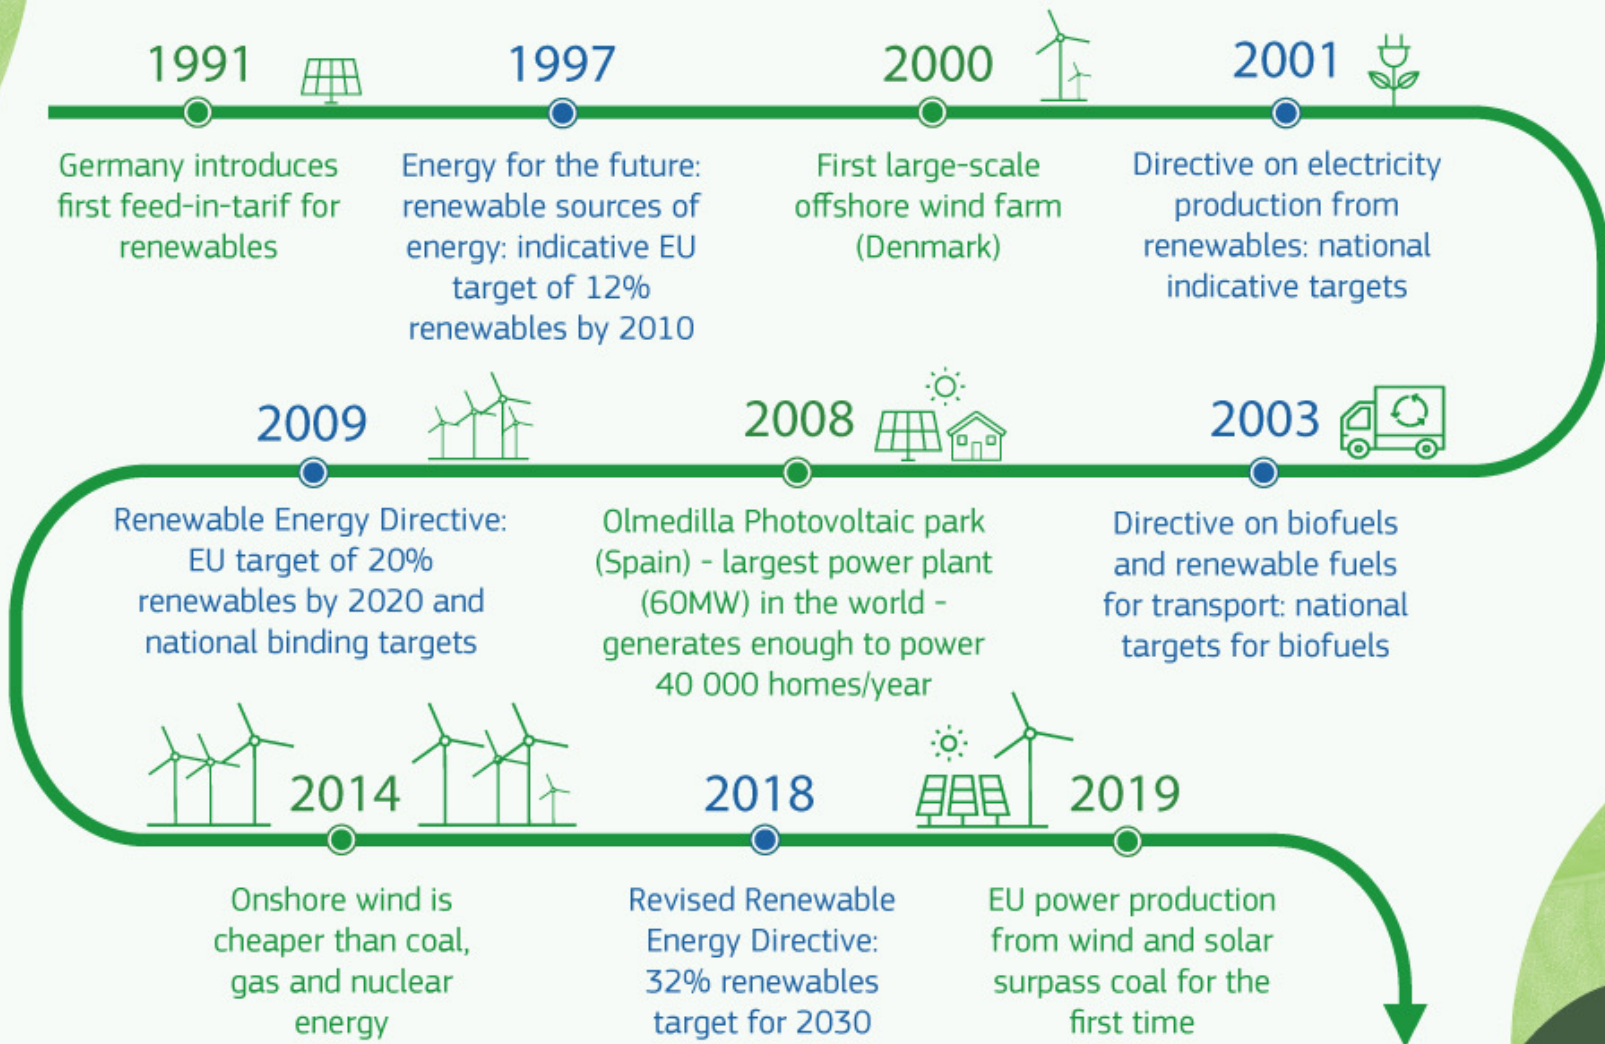 1991
Germany introduces
first feed-in-tarif for
renewables
1997
Energy for the future:
renewable sources of
energy: indicative EU
target of 12%
renewables by 2010
2000
First large-scale
offshore wind farm
(Denmark)
2001
Directive on electricity
production from
renewables: national
indicative targets
2003
Directive on biofuels
and renewable fuels
for transport: national
targets for biofuels
2008
Olmedilla Photovoltaic park
(Spain) - largest power plant
(60MW) in the world -
generates enough to power
40 000 homes/year
2009
Renewable Energy Directive:
EU target of 20%
renewables by 2020 and
national binding targets
2014
Onshore wind is
cheaper than coal,
gas and nuclear
energy
2018
Revised Renewable
Energy Directive:
32% renewables
target for 2030
2019
EU power production
from wind and solar
surpass coal for the
first time